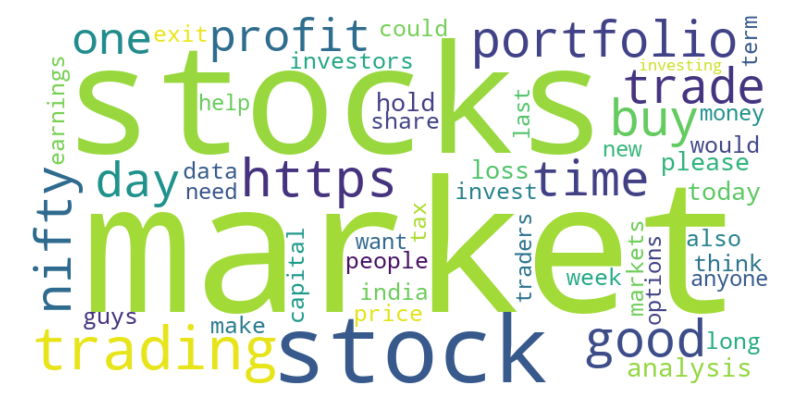 one exit profit could portfolio term
stocks investors investing
earnings help hold share last trade
buy money new would please
day data need https loss invest time today
nifty market
want tax people capital india price traders week markets options also think anyone
guys make stock good long
trading analysis